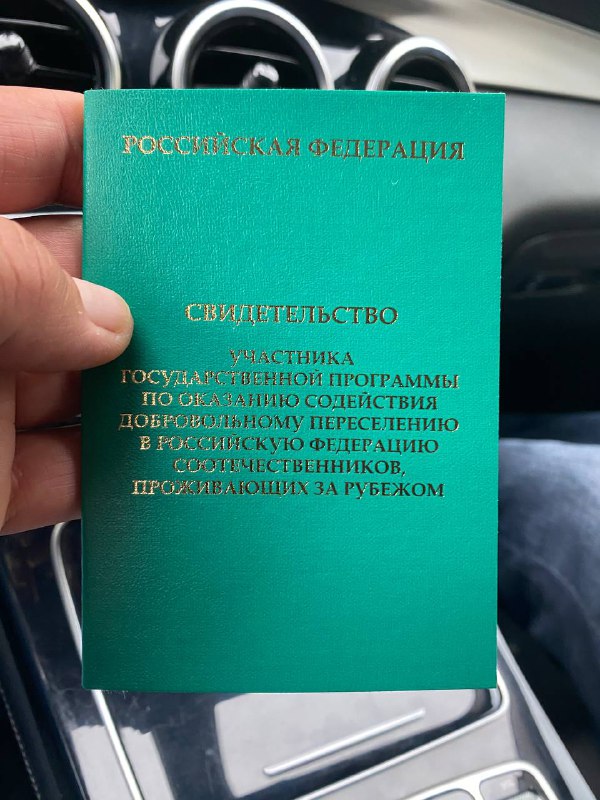 РОССИЙСКАЯ ФЕДЕРАЦИЯ
СВИДЕТЕЛЬСТВО
УЧАСТНИКА
ГОСУДАРСТВЕННОЙ ПРОГРАММЫ
ПО ОКАЗАНИЮ СОДЕЙСТВИЯ
ДОБРОВОЛЬНОМУ ПЕРЕСЕЛЕНИЮ
В РОССИЙСКУЮ ФЕДЕРАЦИЮ
СООТЕЧЕСТВЕННИКОВ,
ПРОЖИВАЮЩИХ ЗА РУБЕЖОМ